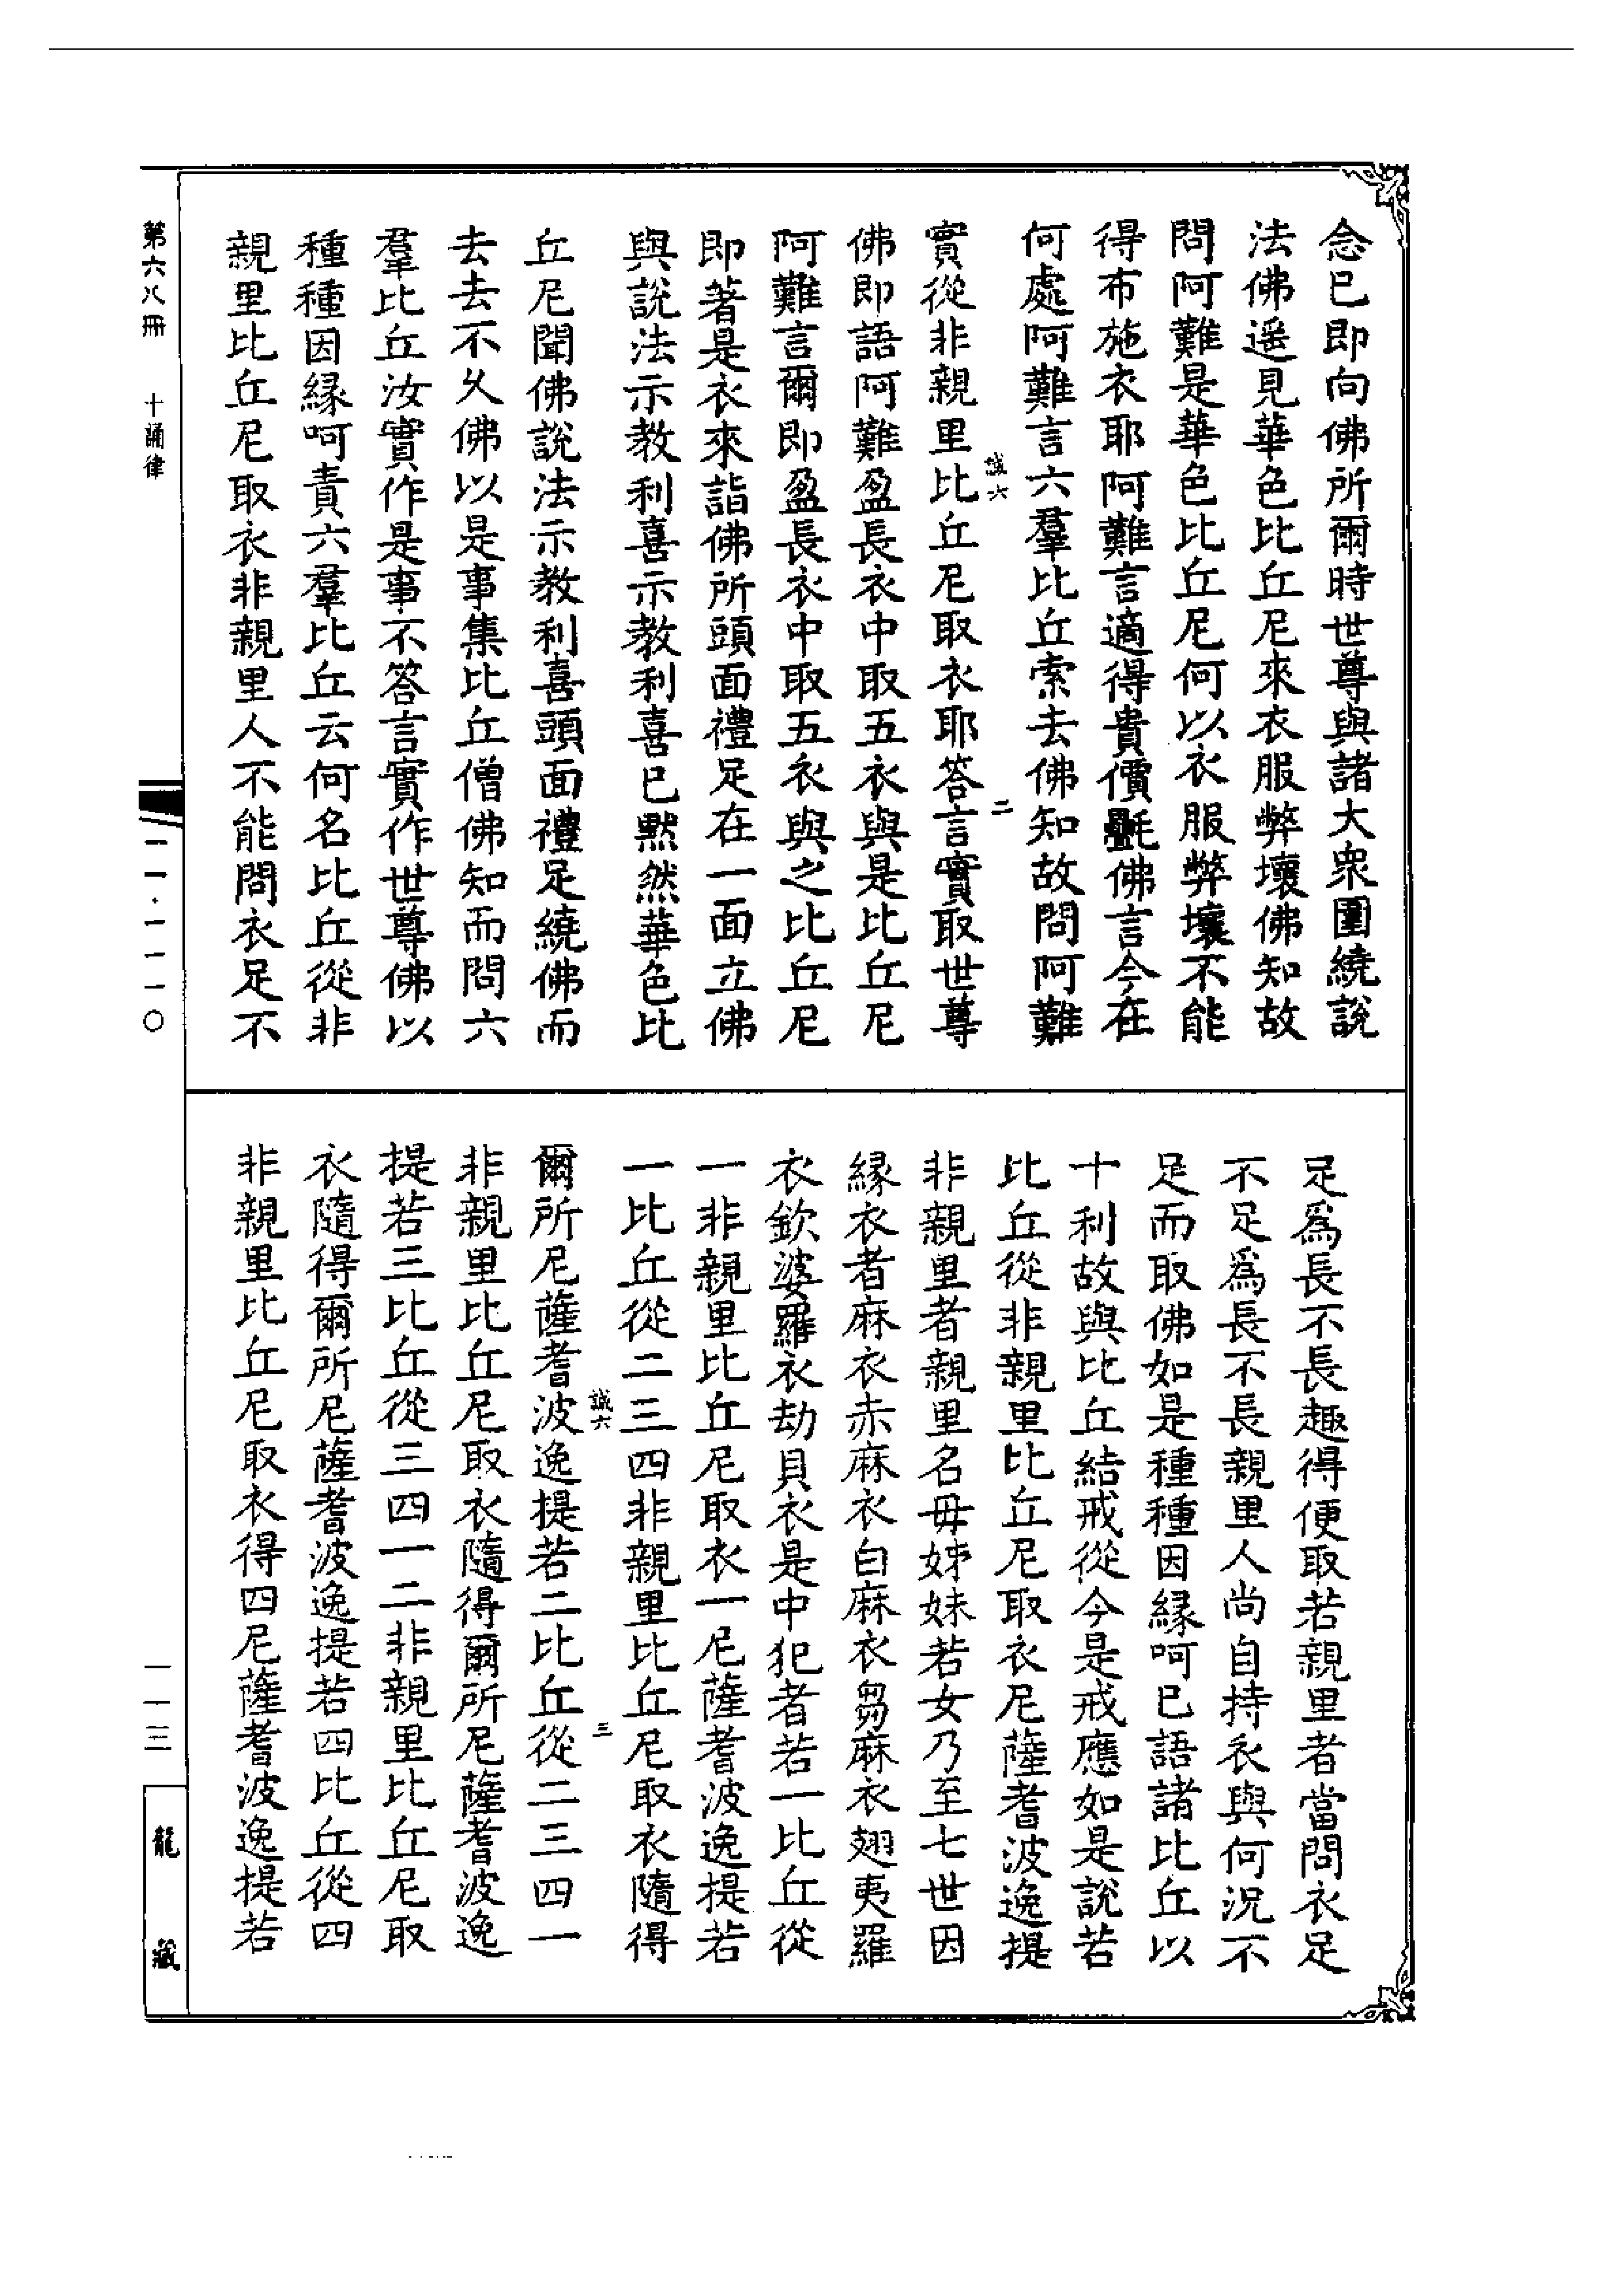 念已即向佛所爾時世尊與諸大衆圍繞說
法佛遥見華色比丘尼來衣服弊壞佛知故
問阿難是華色比丘尼何以衣服弊壞不能
得布施衣耶阿難言適得貴價氎佛言今在
何處阿難言六羣比丘索去佛知故問阿難
誠六
二
實從非親里比丘尼取衣耶答言實取世尊
佛即語阿難盈長衣中取五衣與是比丘尼
阿難言爾即盈長衣中取五衣與之比丘尼
即著是衣來詣佛所頭面禮足在一面立佛
與說法示教利喜示教利喜已黙然華色比
丘尼聞佛說法示教利喜頭面禮足繞佛而
去去不久佛以是事集比丘僧佛知而問六
羣比丘汝實作是事不答言實作世尊佛以
種種因縁呵責六羣比丘云何名比丘從非
親里比丘尼取衣非親里人不能問衣足不
足爲長不長趣得便取若親里者當問衣足
不足爲長不長親里人尚自持衣與何況不
足而取佛如是種種因縁呵已語諸比丘以
十利故與比丘結戒從今是戒應如是說若
比丘從非親里比丘尼取衣尼薩耆波逸提
非親里者親里名母姊妹若女乃至七世因
縁衣者麻衣赤麻衣白麻衣芻麻衣翅夷羅
衣欽婆羅衣劫貝衣是中犯者若一比丘從
一非親里比丘尼取衣一尼薩耆波逸提若
一比丘從二三四非親里比丘尼取衣隨得
誠六
三
爾所尼薩耆波逸提若二比丘從二三四一
非親里比丘尼取衣隨得爾所尼薩耆波逸
提若三比丘從三四一二非親里比丘尼取
衣隨得爾所尼薩耆波逸提若四比丘從四
非親里比丘尼取衣得四尼薩耆波逸提若
第六八冊 十誦律
一一·一一一〇
一一三
龍藏